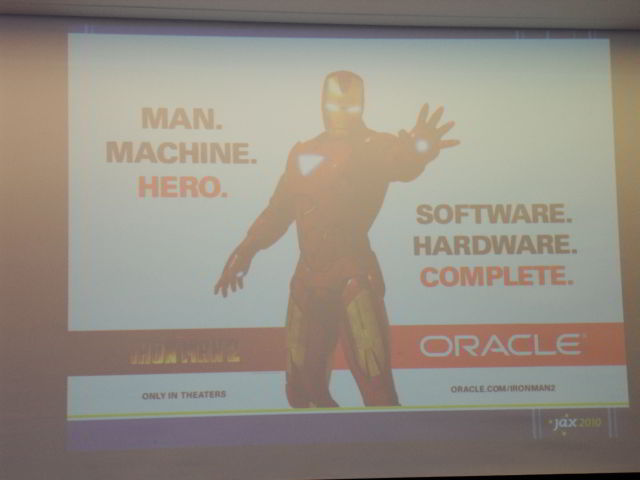 MAN.
MACHINE.
HERO.
SOFTWARE.
HARDWARE.
COMPLETE.
IRON MAN 2
ORACLE®
ONLY IN THEATERS
ORACLE.COM/IRONMAN2
jax 2010